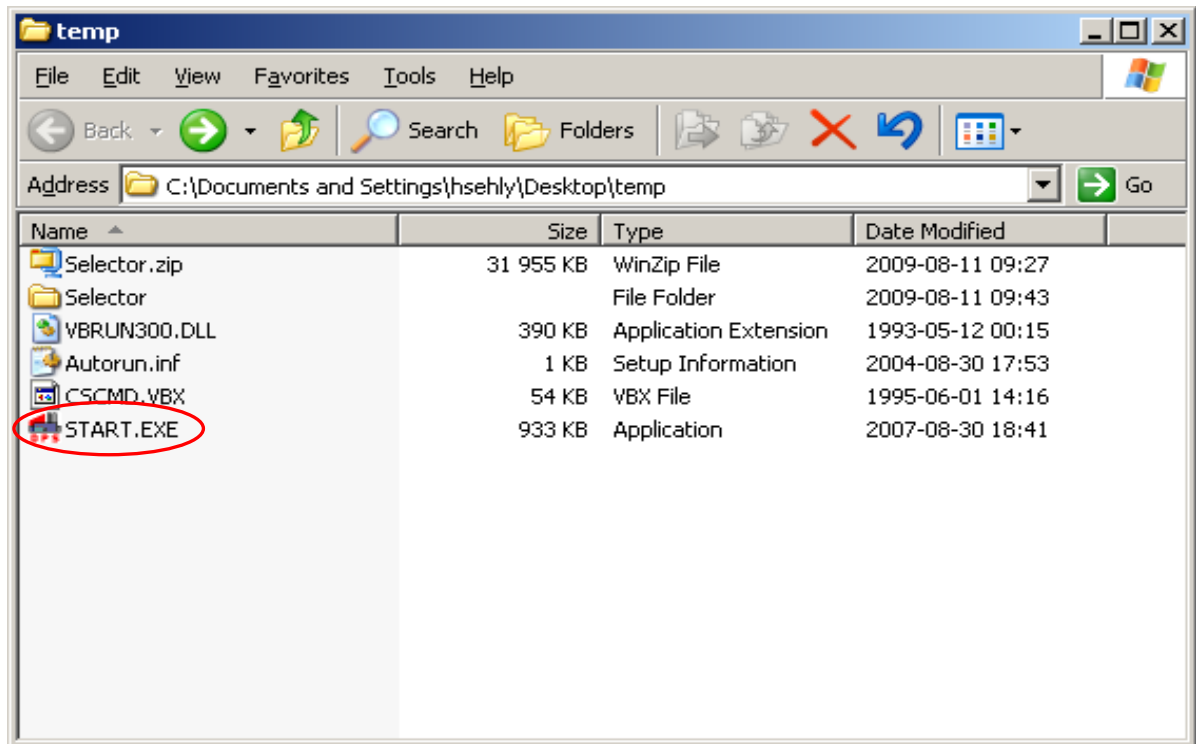 temp
File Edit View Favorites Tools Help
Back Search Folders
Address C:\Documents and Settings\hsehly\Desktop\temp Go
Name Size Type Date Modified
Selector.zip 31 955 KB WinZip File 2009-08-11 09:27
Selector File Folder 2009-08-11 09:43
VBRUN300.DLL 390 KB Application Extension 1993-05-12 00:15
Autorun.inf 1 KB Setup Information 2004-08-30 17:53
CSCMD.VBX 54 KB VBX File 1995-06-01 14:16
START.EXE 933 KB Application 2007-08-30 18:41